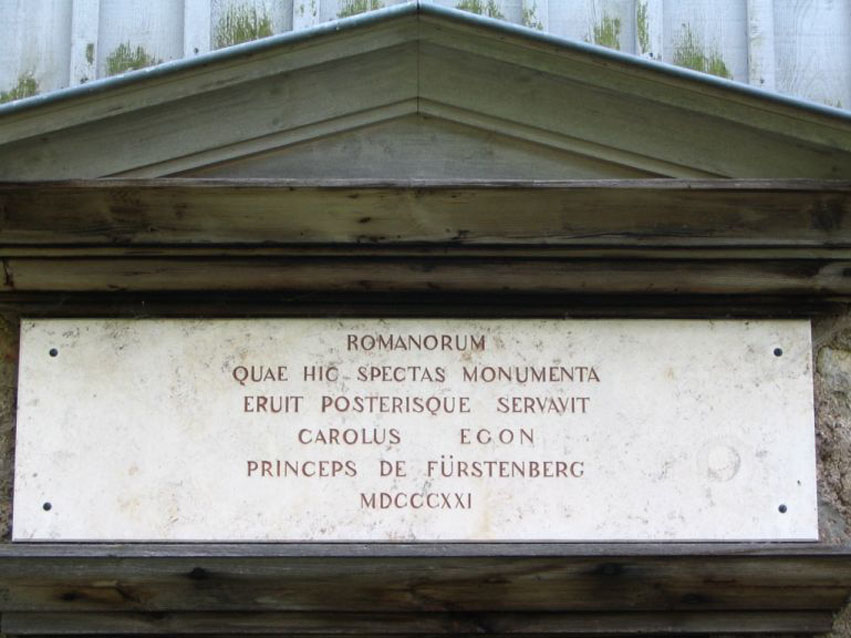 ROMANORUM
QUAE HIC SPECTAS MONUMENTA
ERUIT POSTERISQUE SERVAVIT
CAROLUS EGON
PRINCEPS DE FÜRSTENBERG
MDCCCXXI